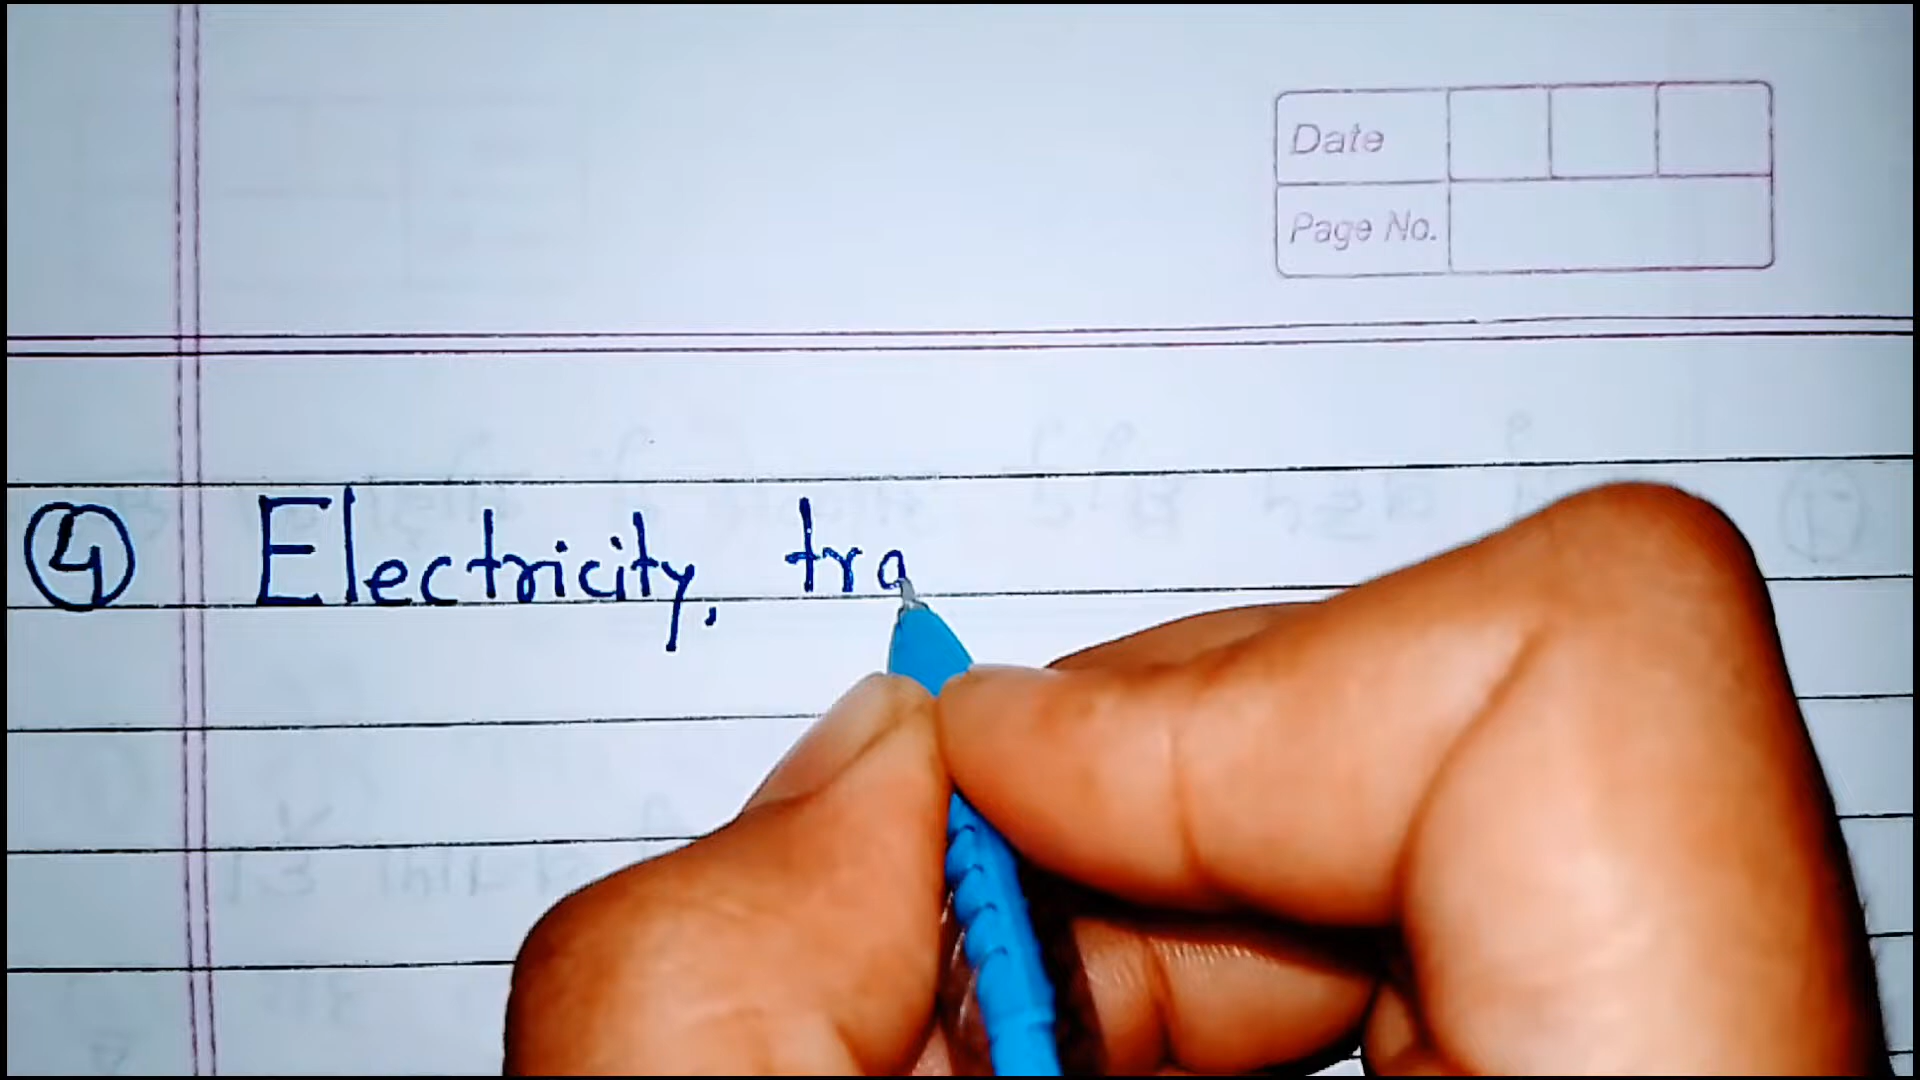 Date
Page No.
④ Electricity, tra